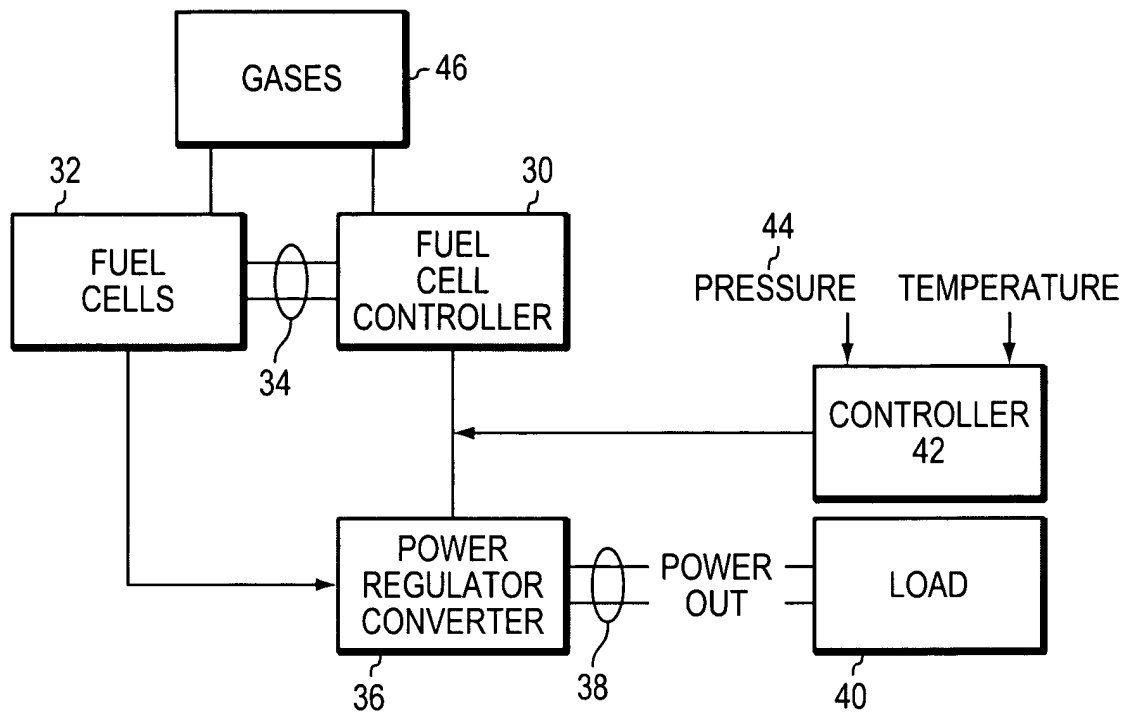 GASES
46
32
30
FUEL
CELLS
FUEL
CELL
CONTROLLER
34
44
PRESSURE
TEMPERATURE
CONTROLLER
42
POWER
REGULATOR
CONVERTER
36
38
POWER
OUT
LOAD
40